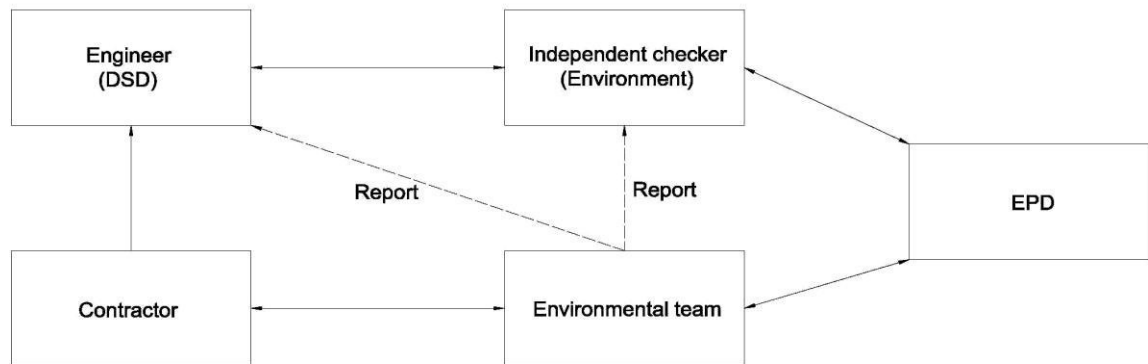 Engineer
(DSD)
Independent checker
(Environment)
EPD
Report
Report
Contractor
Environmental team